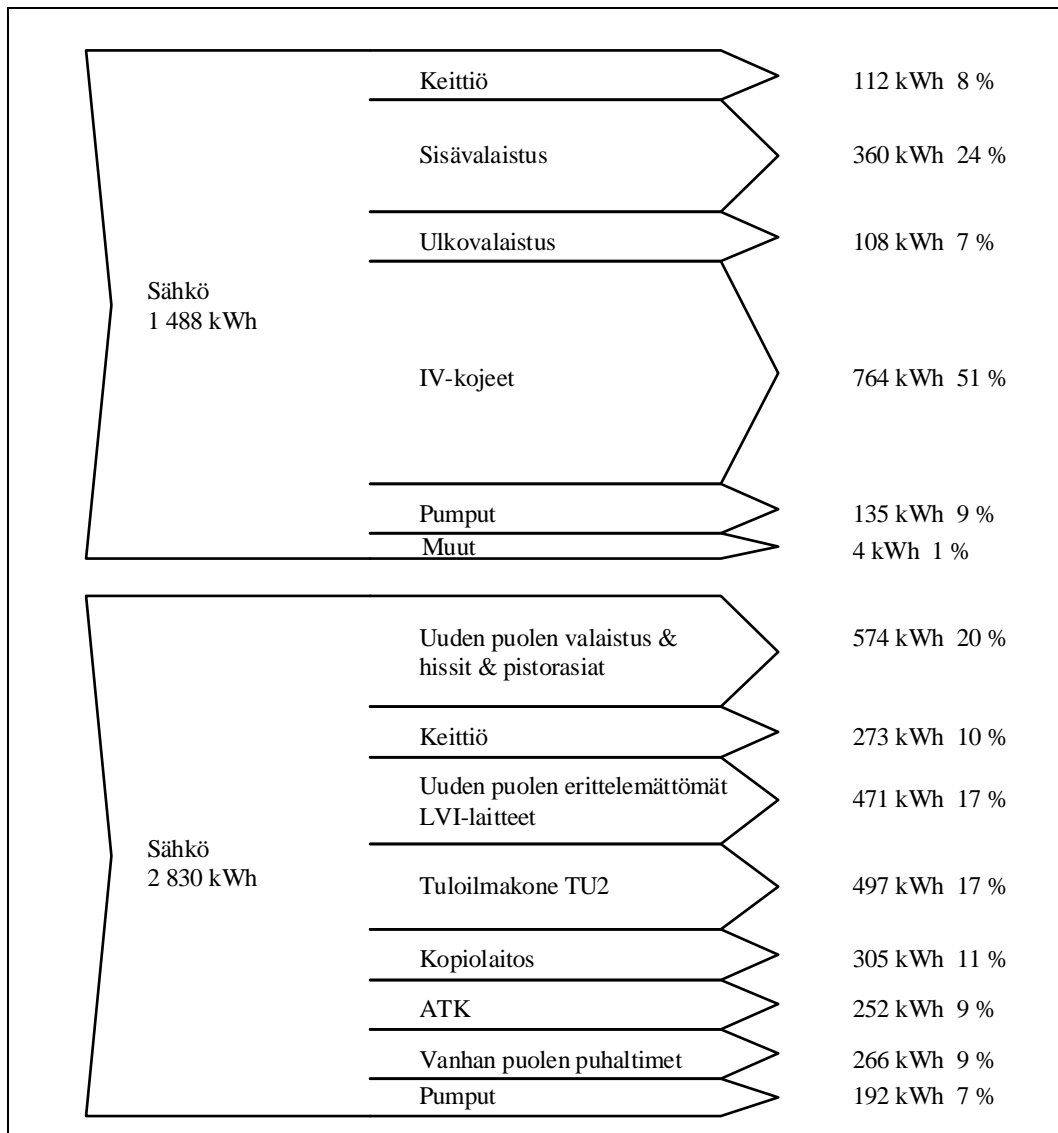 Keittiö 112 kWh 8 %
Sisävalaistus 360 kWh 24 %
Ulkovalaistus 108 kWh 7 %
Sähkö
1 488 kWh
IV-kojeet 764 kWh 51 %
Pumput 135 kWh 9 %
Muut 4 kWh 1 %
Uuden puolen valaistus & 574 kWh 20 %
hissit & pistorasiat
Keittiö 273 kWh 10 %
Uuden puolen erittelemättömät 471 kWh 17 %
LVI-laitteet
Sähkö
2 830 kWh
Tuloilmakone TU2 497 kWh 17 %
Kopiolaitos 305 kWh 11 %
ATK 252 kWh 9 %
Vanhan puolen puhaltimet 266 kWh 9 %
Pumput 192 kWh 7 %